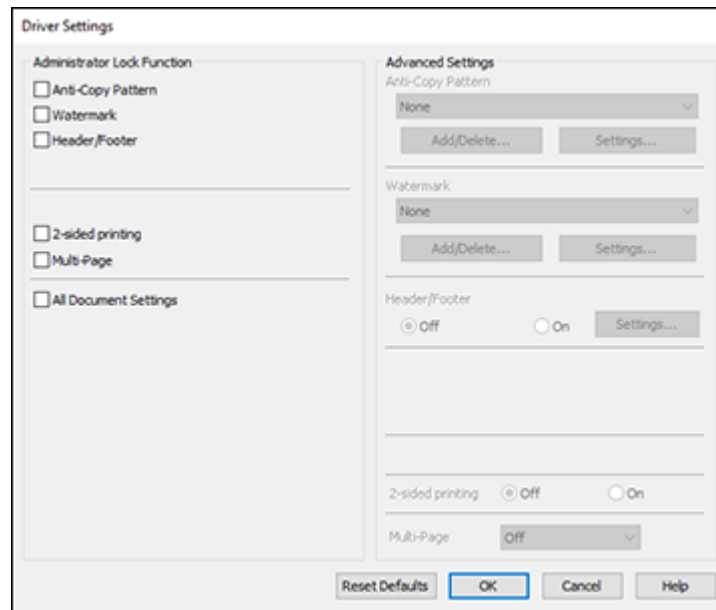 Driver Settings
Administrator Lock Function
Anti-Copy Pattern
Watermark
Header/Footer
2-sided printing
Multi-Page
All Document Settings
Advanced Settings
Anti-Copy Pattern
None
Add/Delete... Settings...
Watermark
None
Add/Delete... Settings...
Header/Footer
Off On Settings...
2-sided printing Off On
Multi-Page Off
Reset Defaults OK Cancel Help